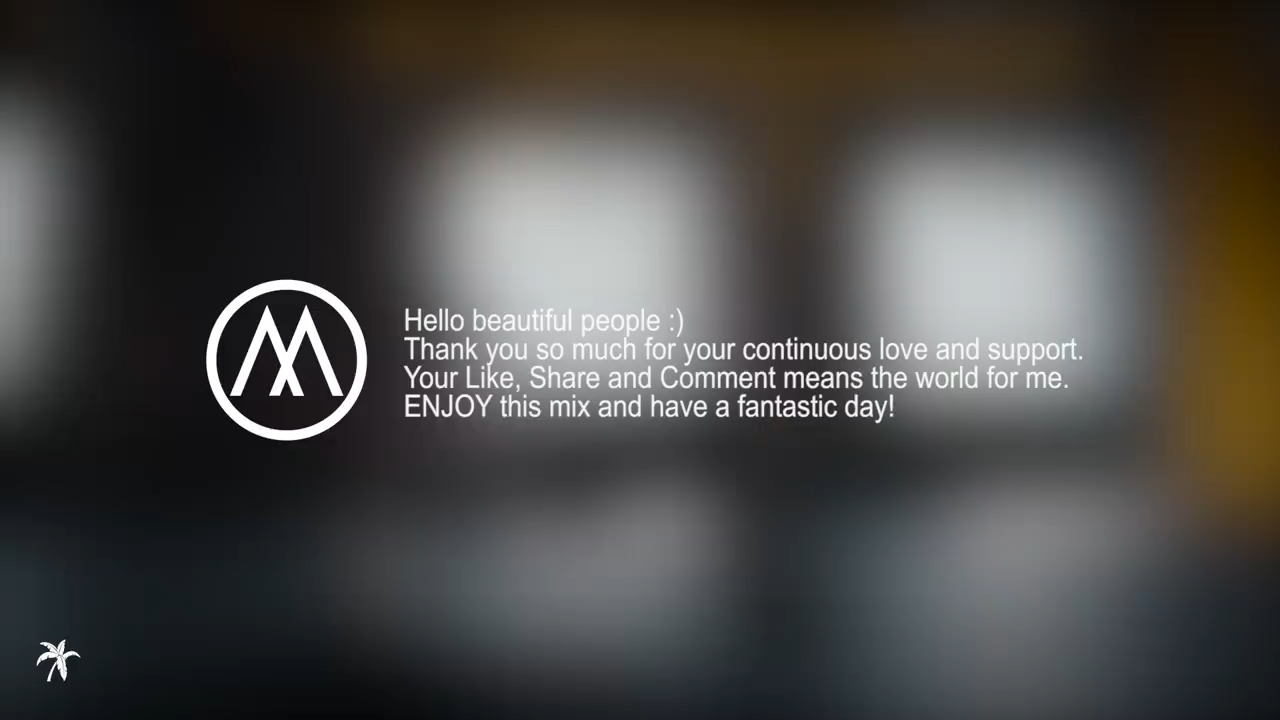 Hello beautiful people :)
Thank you so much for your continuous love and support.
Your Like, Share and Comment means the world for me.
ENJOY this mix and have a fantastic day!